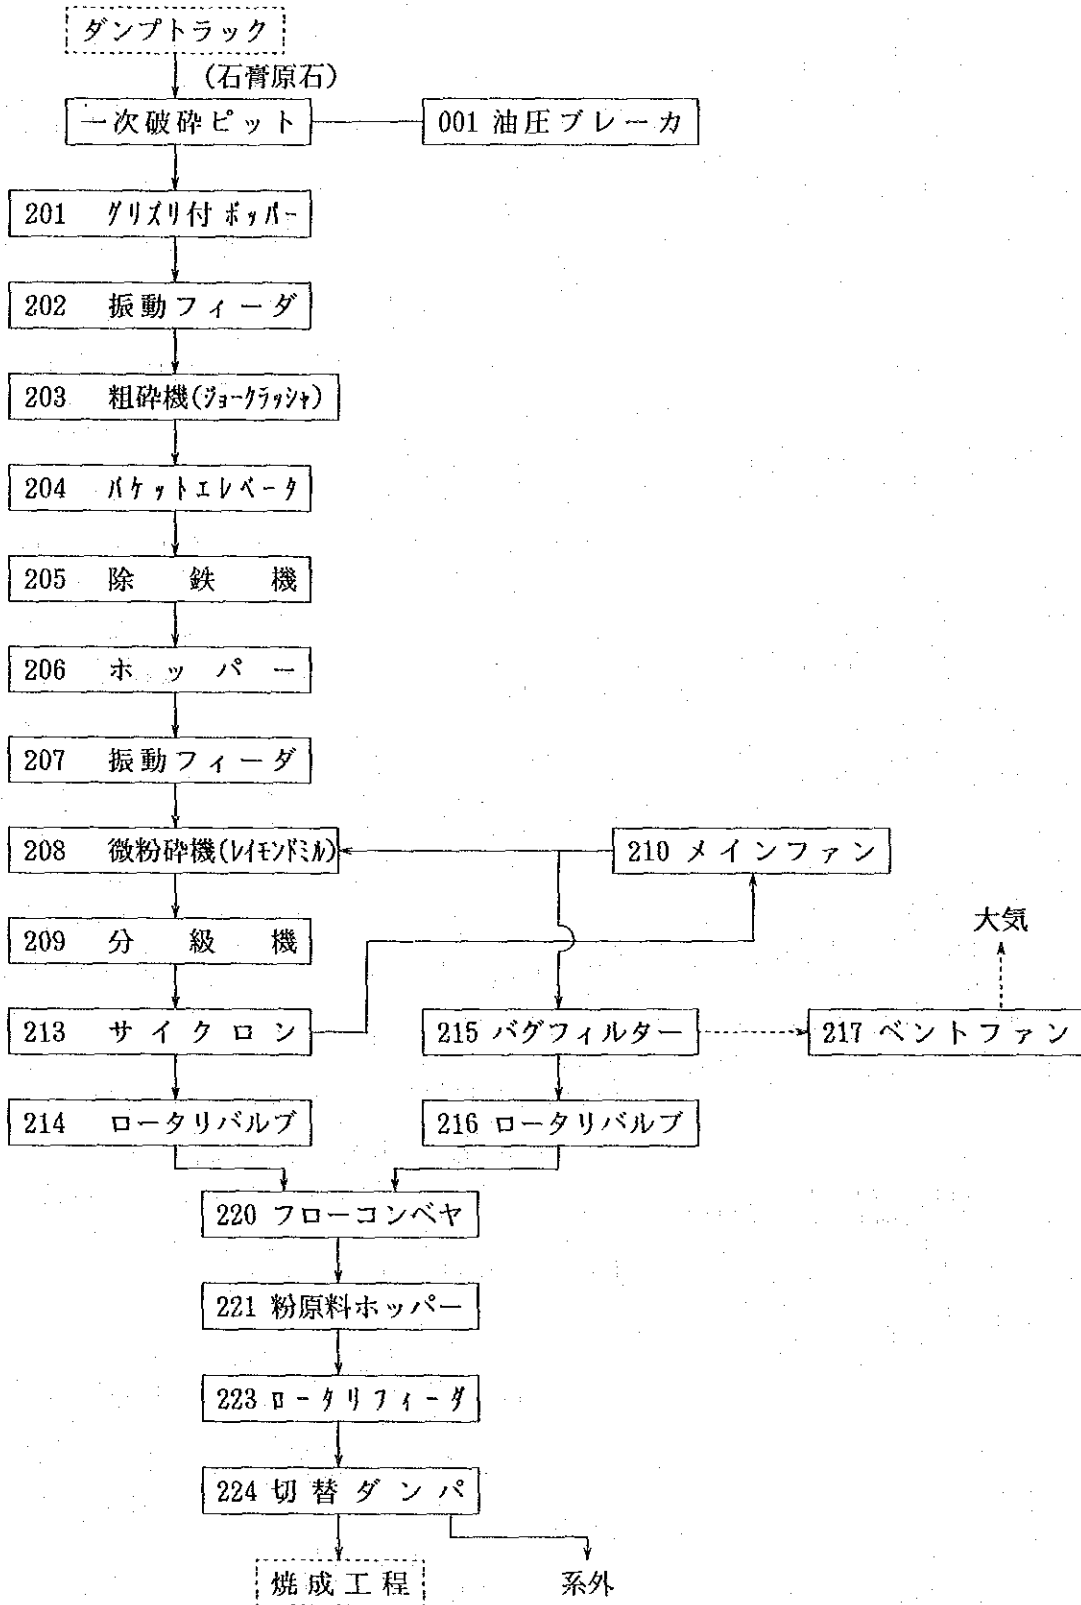 ダンプトラック
(石膏原石)
一次破砕ピット
001 油圧ブレーカ
201 グリズリ付ホッパー
202 振動フィーダ
203 粗砕機(ジョークラッシャ)
204 バケットエレベータ
205 除鉄機
206 ホッパー
207 振動フィーダ
208 微粉砕機(レイモンドミル)
210 メインファン
209 分級機
大気
213 サイクロン
215 バグフィルター
217 ベントファン
214 ロータリバルブ
216 ロータリバルブ
220 フローコンベヤ
221 粉原料ホッパー
223 ロータリフィーダ
224 切替ダンパ
焼成工程
系外